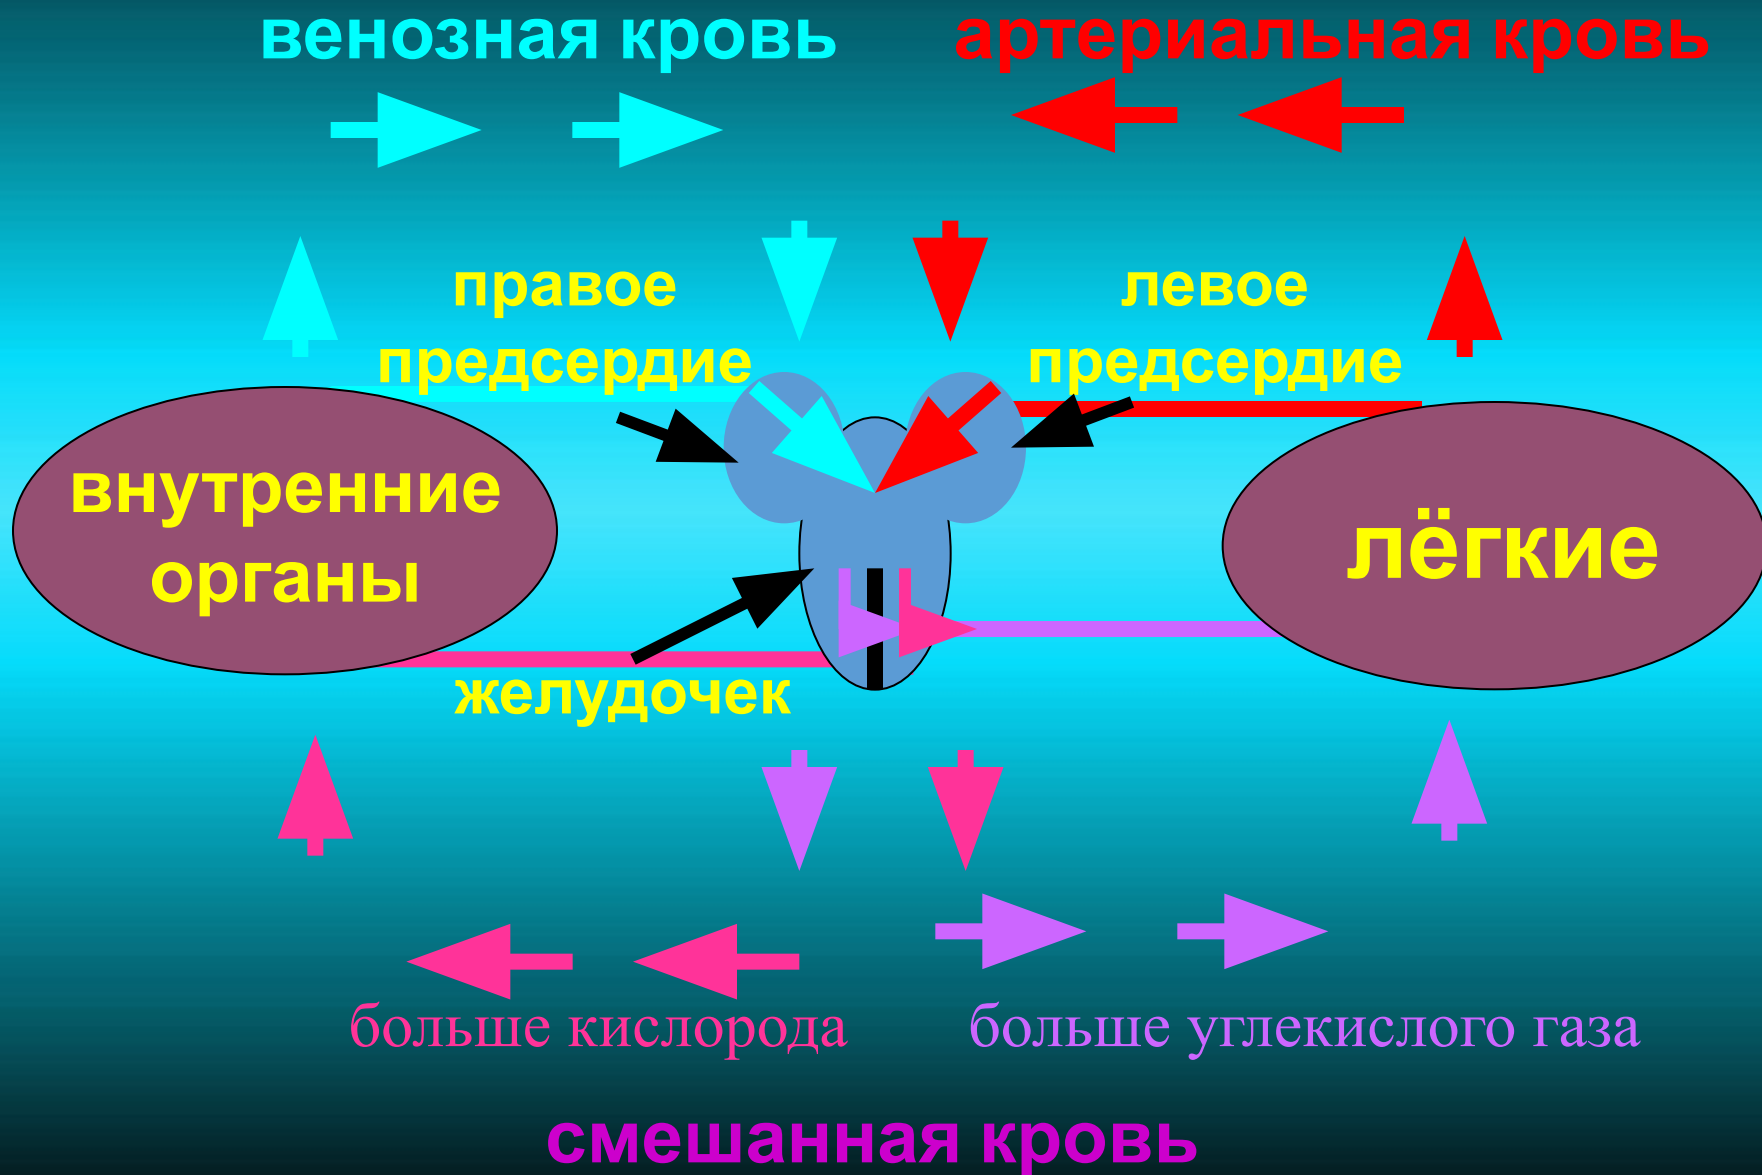 венозная кровь
артериальная кровь
правое
предсердие
левое
предсердие
внутренние
органы
лёгкие
желудочек
больше кислорода
больше углекислого газа
смешанная кровь